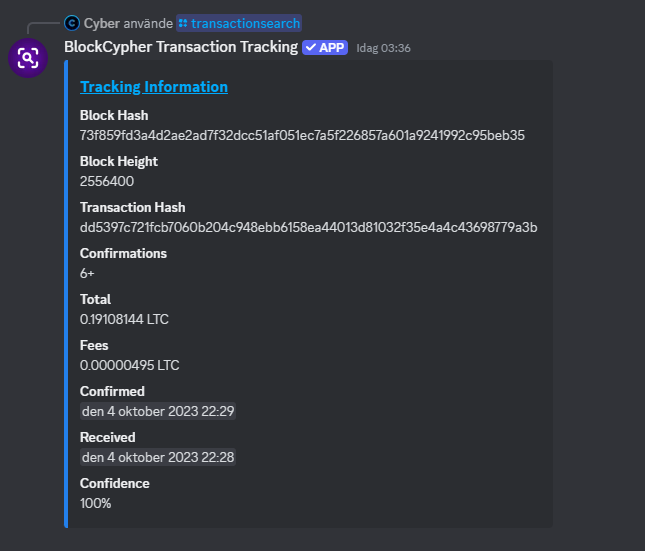 Cyber använde transactionsearch
BlockCypher Transaction Tracking APP Idag 03:36
Tracking Information
Block Hash
73f859fd3a4d2ae2ad7f32dcc51af051ec7a5f226857a601a9241992c95beb35
Block Height
2556400
Transaction Hash
dd5397c721fcb7060b204c948ebb6158ea44013d81032f35e4a4c43698779a3b
Confirmations
6+
Total
0.19108144 LTC
Fees
0.00000495 LTC
Confirmed
den 4 oktober 2023 22:29
Received
den 4 oktober 2023 22:28
Confidence
100%